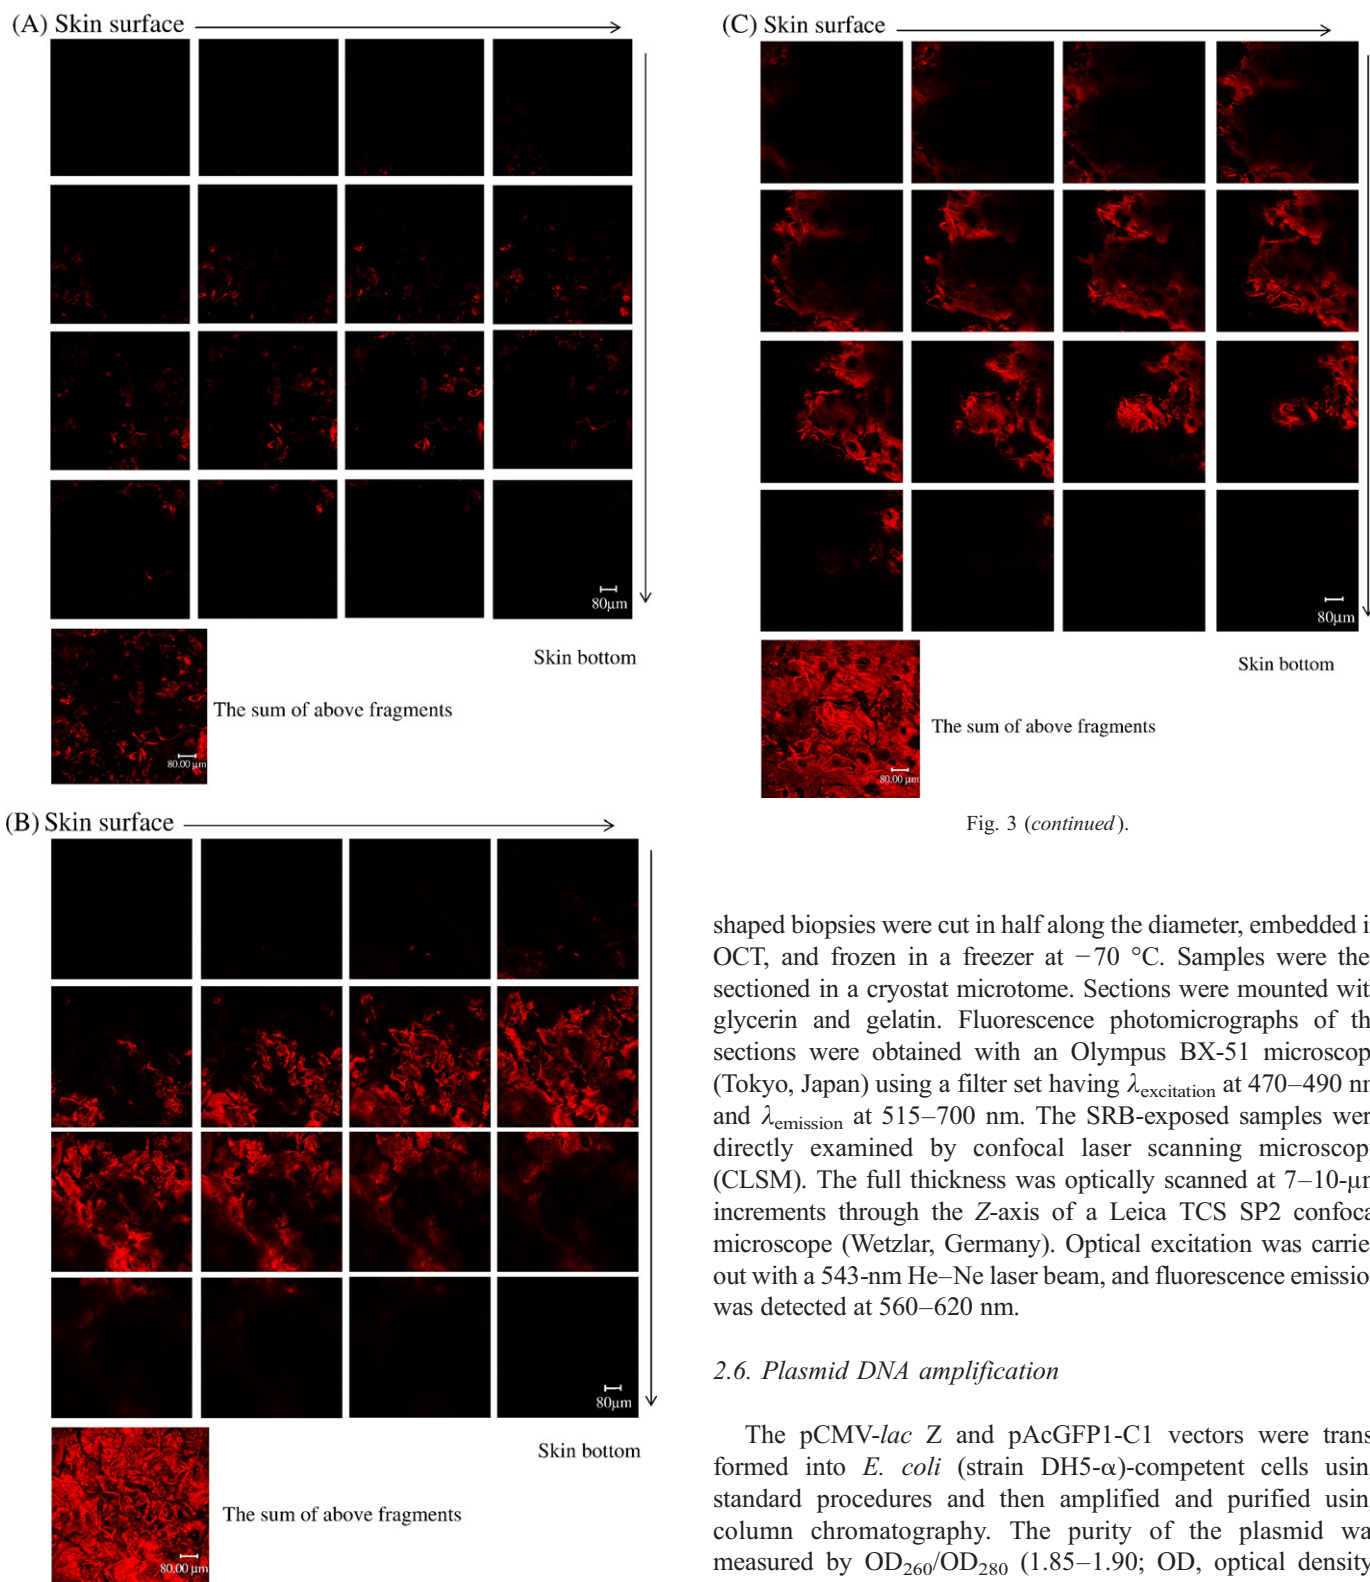 (A) Skin surface
80μm
Skin bottom
80.00 μm
The sum of above fragments
(B) Skin surface
80μm
Skin bottom
80.00 μm
The sum of above fragments
(C) Skin surface
80μm
Skin bottom
80.00 μm
The sum of above fragments
Fig. 3 (continued).
shaped biopsies were cut in half along the diameter, embedded i
OCT, and frozen in a freezer at −70 °C. Samples were the
sectioned in a cryostat microtome. Sections were mounted wit
glycerin and gelatin. Fluorescence photomicrographs of th
sections were obtained with an Olympus BX-51 microscop
(Tokyo, Japan) using a filter set having λexcitation at 470–490 nm
and λemission at 515–700 nm. The SRB-exposed samples wer
directly examined by confocal laser scanning microscop
(CLSM). The full thickness was optically scanned at 7–10-μm
increments through the Z-axis of a Leica TCS SP2 confoca
microscope (Wetzlar, Germany). Optical excitation was carrie
out with a 543-nm He–Ne laser beam, and fluorescence emissio
was detected at 560–620 nm.
2.6. Plasmid DNA amplification
The pCMV-lac Z and pAcGFP1-C1 vectors were trans
formed into E. coli (strain DH5-α)-competent cells usin
standard procedures and then amplified and purified usin
column chromatography. The purity of the plasmid wa
measured by OD260/OD280 (1.85–1.90; OD, optical density